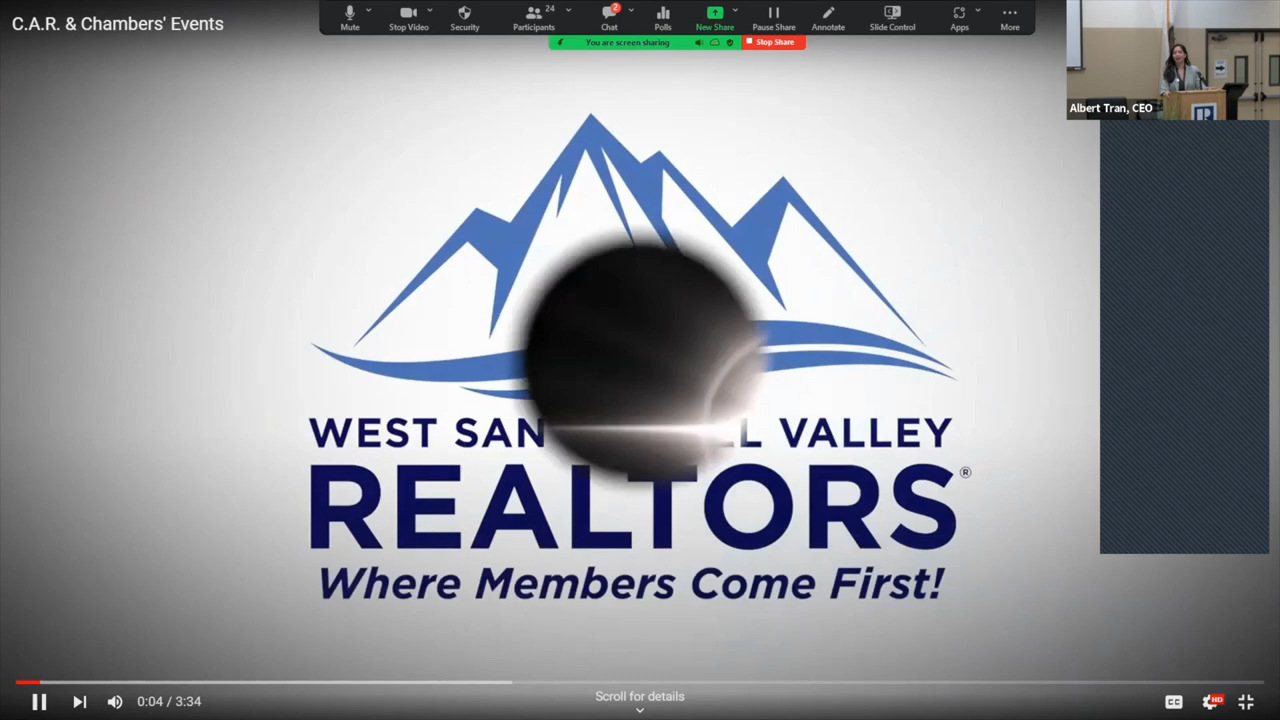 C.A.R. & Chambers' Events
Mute
Stop Video
Security
24
Participants
2
Chat
Polls
New Share
Pause Share
Annotate
Slide Control
Apps
More
You are screen sharing
Stop Share
Albert Tran, CEO
WEST SAN L VALLEY
REALTORS®
Where Members Come First!
0:04 / 3:34
Scroll for details
CC
HD